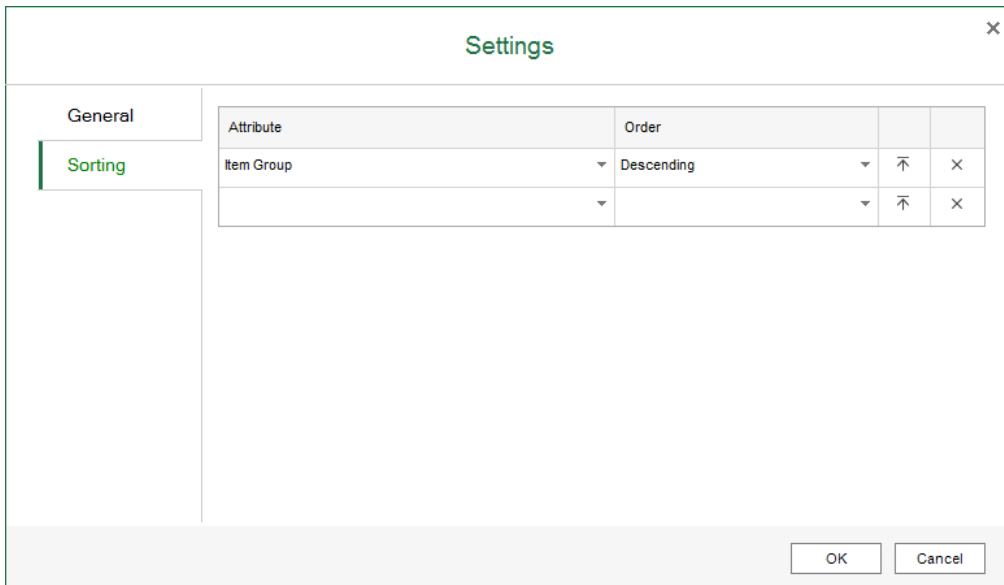 Settings
General
Sorting
Attribute Order
Item Group Descending
OK Cancel